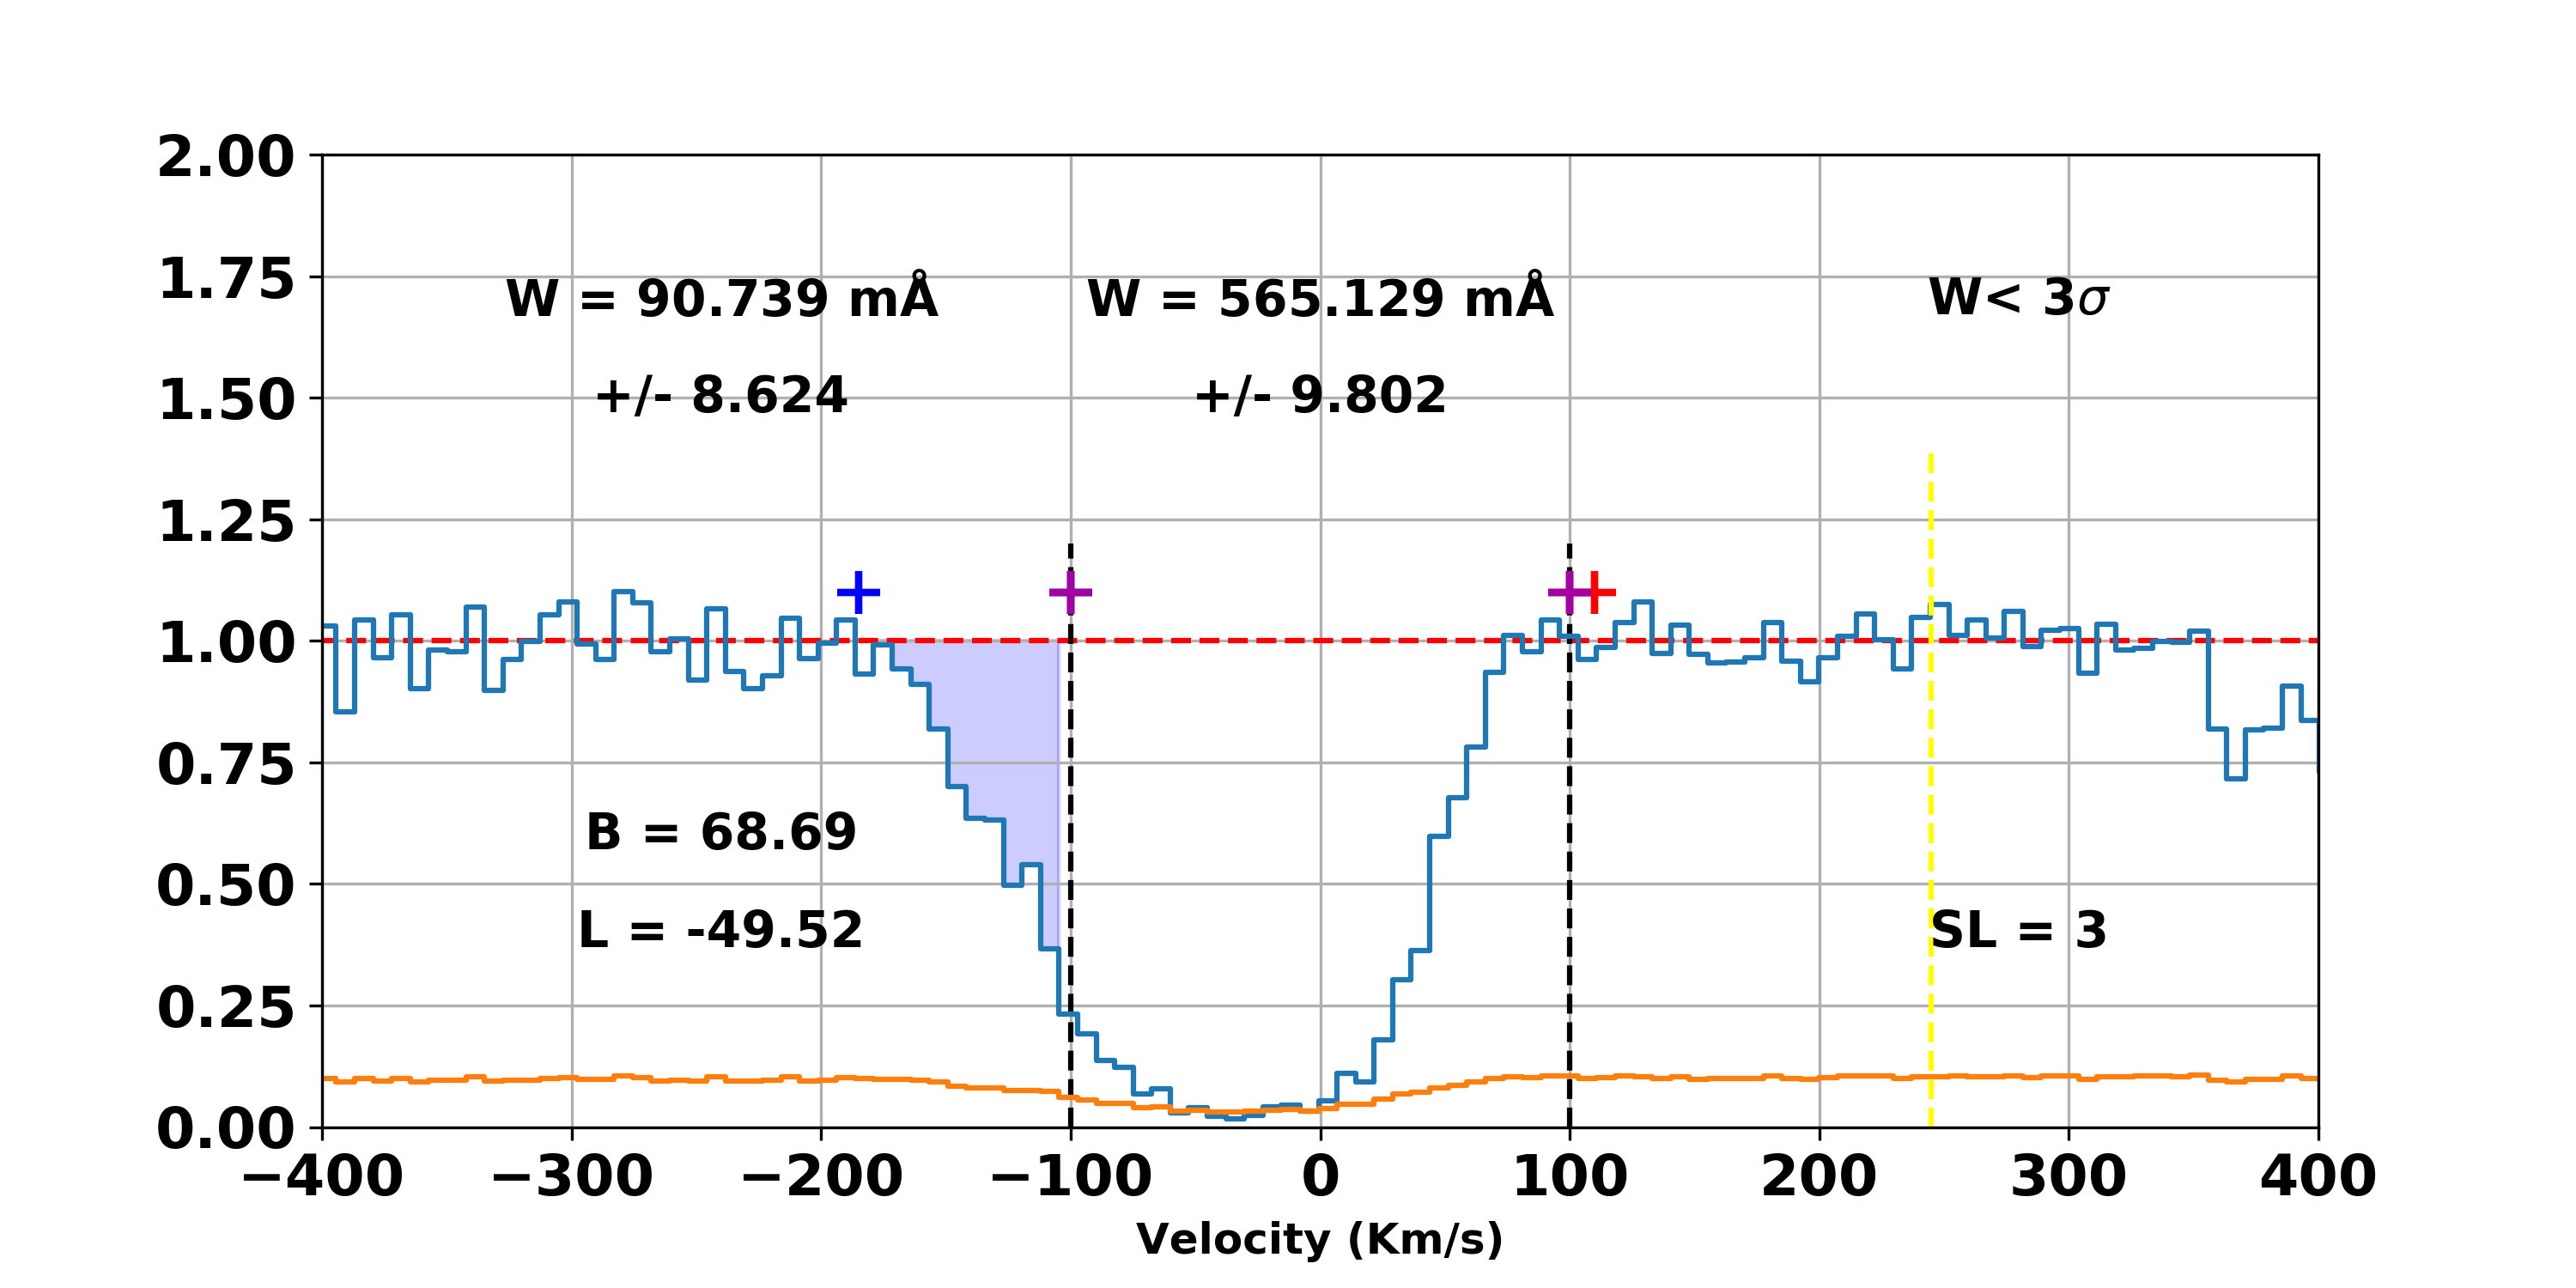 2.00
1.75
W = 90.739 mÅ W = 565.129 mÅ W< 3σ
1.50
+/- 8.624 +/- 9.802
1.25
1.00
0.75
B = 68.69
0.50
L = -49.52 SL = 3
0.25
0.00
−400 −300 −200 −100 0 100 200 300 400
Velocity (Km/s)